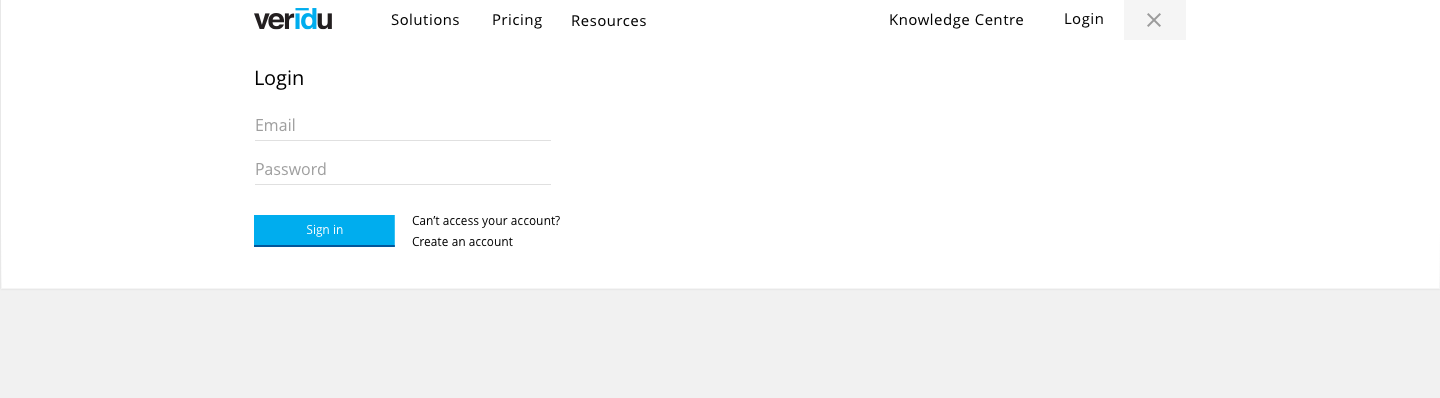 veridu Solutions Pricing Resources Knowledge Centre Login
Login
Email
Password
Sign in
Can't access your account?
Create an account